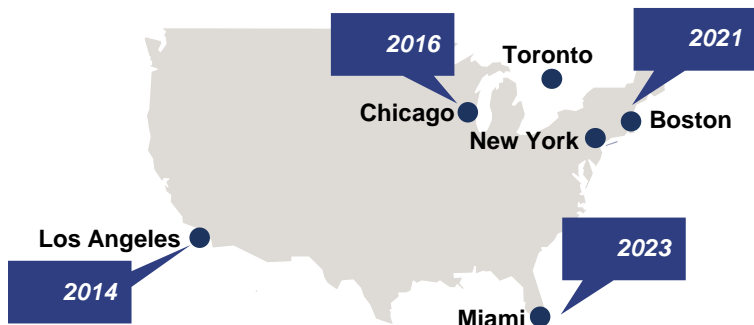 2016
2021
Toronto
Chicago
Boston
New York
Los Angeles
2023
2014
Miami